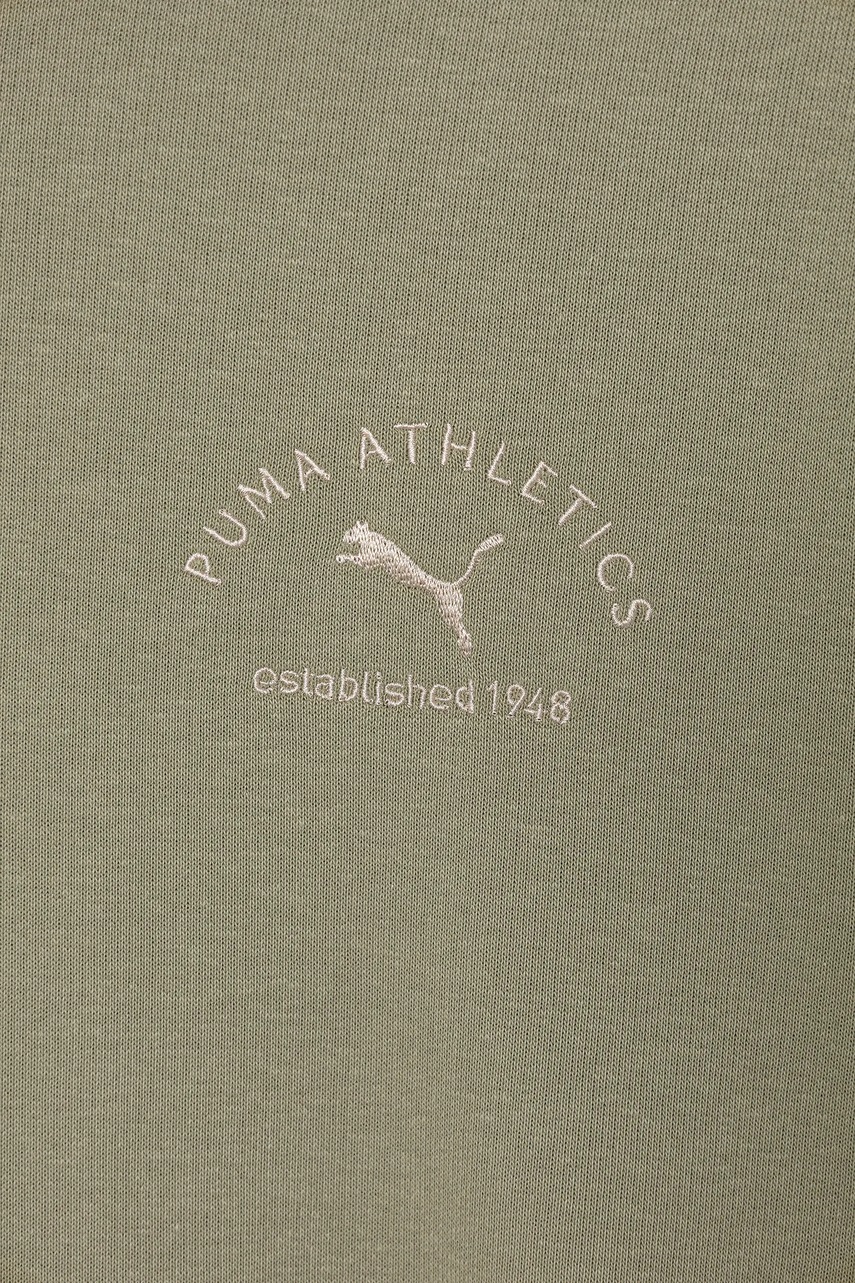 PUMA ATHLETICS
established 1948